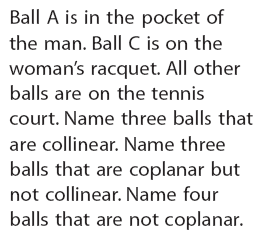 Ball A is in the pocket of
the man. Ball C is on the
woman's racquet. All other
balls are on the tennis
court. Name three balls that
are collinear. Name three
balls that are coplanar but
not collinear. Name four
balls that are not coplanar.